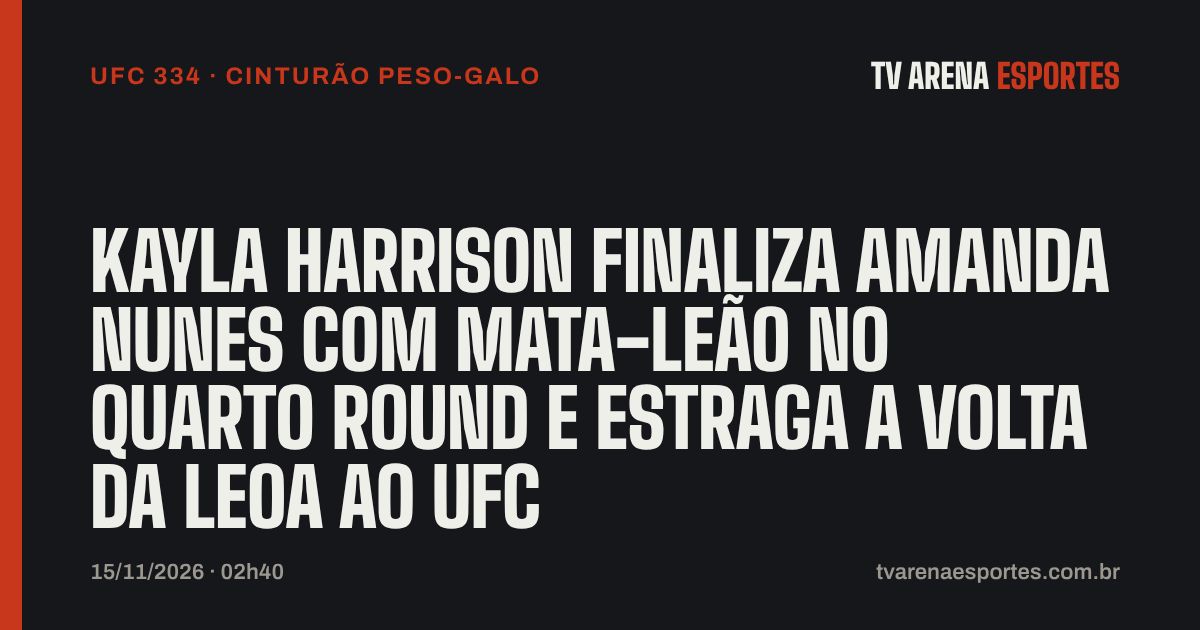 UFC 334 · CINTURÃO PESO-GALO
TV ARENA ESPORTES
KAYLA HARRISON FINALIZA AMANDA
NUNES COM MATA-LEÃO NO
QUARTO ROUND E ESTRAGA A VOLTA
DA LEOA AO UFC
15/11/2026 · 02h40
tvarenaesportes.com.br